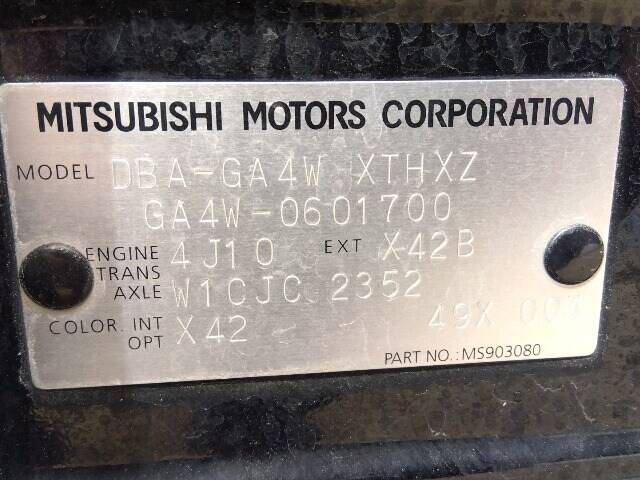 MITSUBISHI MOTORS CORPORATION
MODEL DBA-GA4W XTHXZ
GA4W-0601700
ENGINE 4J10 EXT X42B
TRANS
AXLE W1CJC 2352
COLOR. INT X42 49X
OPT
PART NO.: MS903080